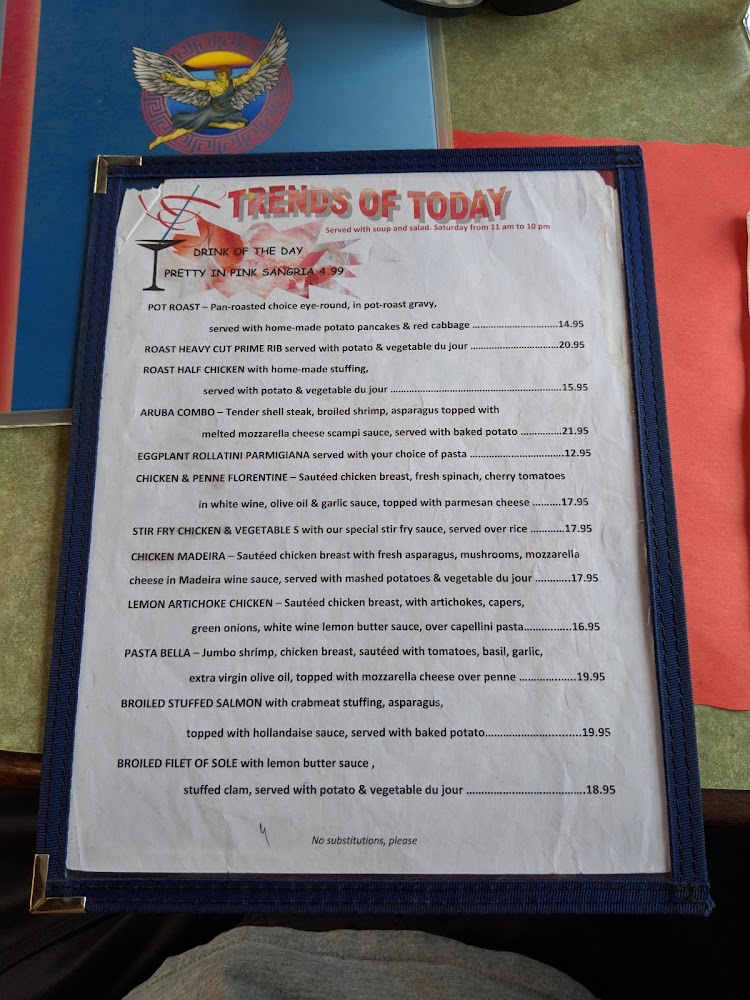 TRENDS OF TODAY
Served with soup and salad. Saturday from 11 am to 10 pm
DRINK OF THE DAY
PRETTY IN PINK SANGRIA 4.99
POT ROAST – Pan-roasted choice eye-round, in pot-roast gravy,
served with home-made potato pancakes & red cabbage ...............................14.95
ROAST HEAVY CUT PRIME RIB served with potato & vegetable du jour ................................20.95
ROAST HALF CHICKEN with home-made stuffing,
served with potato & vegetable du jour ..............................................................15.95
ARUBA COMBO – Tender shell steak, broiled shrimp, asparagus topped with
melted mozzarella cheese scampi sauce, served with baked potato ...............21.95
EGGPLANT ROLLATINI PARMIGIANA served with your choice of pasta ..................................12.95
CHICKEN & PENNE FLORENTINE – Sautéed chicken breast, fresh spinach, cherry tomatoes
in white wine, olive oil & garlic sauce, topped with parmesan cheese ..........17.95
STIR FRY CHICKEN & VEGETABLE S with our special stir fry sauce, served over rice ............17.95
CHICKEN MADEIRA – Sautéed chicken breast with fresh asparagus, mushrooms, mozzarella
cheese in Madeira wine sauce, served with mashed potatoes & vegetable du jour ............17.95
LEMON ARTICHOKE CHICKEN – Sautéed chicken breast, with artichokes, capers,
green onions, white wine lemon butter sauce, over capellini pasta...............16.95
PASTA BELLA – Jumbo shrimp, chicken breast, sautéed with tomatoes, basil, garlic,
extra virgin olive oil, topped with mozzarella cheese over penne ...................19.95
BROILED STUFFED SALMON with crabmeat stuffing, asparagus,
topped with hollandaise sauce, served with baked potato................................19.95
BROILED FILET OF SOLE with lemon butter sauce ,
stuffed clam, served with potato & vegetable du jour ..........................................18.95
No substitutions, please